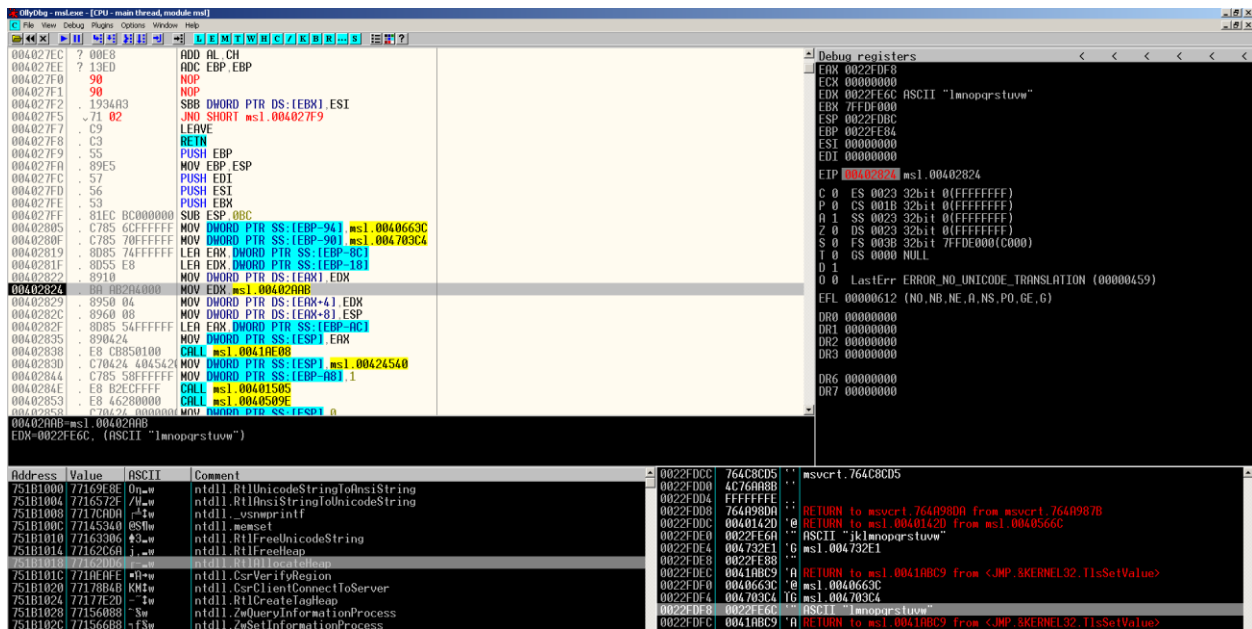 OllyDbg - msl.exe - [CPU - main thread, module msl]
C File View Debug Plugins Options Window Help
L E M T W H C / K B R ... S ?
004027EC ? 00E8 ADD AL,CH
004027EE ? 13ED ADC EBP,EBP
004027F0 90 NOP
004027F1 90 NOP
004027F2 . 1934A3 SBB DWORD PTR DS:[EBX],ESI
004027F5 .v71 02 JNO SHORT msl.004027F9
004027F7 . C9 LEAVE
004027F8 . C3 RETN
004027F9 . 55 PUSH EBP
004027FA . 89E5 MOV EBP,ESP
004027FC . 57 PUSH EDI
004027FD . 56 PUSH ESI
004027FE . 53 PUSH EBX
004027FF . 81EC BC000000 SUB ESP,0BC
00402805 . C785 6CFFFFFF MOV DWORD PTR SS:[EBP-94],msl.0040663C
0040280F . C785 70FFFFFF MOV DWORD PTR SS:[EBP-90],msl.004703C4
00402819 . 8D85 74FFFFFF LEA EAX,DWORD PTR SS:[EBP-8C]
0040281F . 8D55 E8 LEA EDX,DWORD PTR SS:[EBP-18]
00402822 . 8910 MOV DWORD PTR DS:[EAX],EDX
00402824 . BA AB2A4000 MOV EDX,msl.00402AAB
00402829 . 8950 04 MOV DWORD PTR DS:[EAX+4],EDX
0040282C . 8960 08 MOV DWORD PTR DS:[EAX+8],ESP
0040282F . 8D85 54FFFFFF LEA EAX,DWORD PTR SS:[EBP-AC]
00402835 . 890424 MOV DWORD PTR SS:[ESP],EAX
00402838 . E8 CB850100 CALL msl.0041AE08
0040283D . C70424 4045420 MOV DWORD PTR SS:[ESP],msl.00424540
00402844 . C785 58FFFFFF MOV DWORD PTR SS:[EBP-A8],1
0040284E . E8 B2ECFFFF CALL msl.00401505
00402853 . E8 46280000 CALL msl.0040509E
00402858 . C70424 0000000 MOV DWORD PTR SS:[ESP],0
00402AAB=msl.00402AAB
EDX=0022FE6C, (ASCII "lmnopqrstuvw")
Debug registers < < < < < <
EAX 0022FDF8
ECX 00000000
EDX 0022FE6C ASCII "lmnopqrstuvw"
EBX 7FFDF000
ESP 0022FDBC
EBP 0022FE84
ESI 00000000
EDI 00000000
EIP 00402824 msl.00402824
C 0 ES 0023 32bit 0(FFFFFFFF)
P 0 CS 001B 32bit 0(FFFFFFFF)
A 1 SS 0023 32bit 0(FFFFFFFF)
Z 0 DS 0023 32bit 0(FFFFFFFF)
S 0 FS 003B 32bit 7FFDE000(C000)
T 0 GS 0000 NULL
D 1
O 0 LastErr ERROR_NO_UNICODE_TRANSLATION (00000459)
EFL 00000612 (NO,NB,NE,A,NS,PO,GE,G)
DR0 00000000
DR1 00000000
DR2 00000000
DR3 00000000
DR6 00000000
DR7 00000000
Address Value ASCII Comment
751B1000 77169E8E ntdll.RtlUnicodeStringToAnsiString
751B1004 7716572F ntdll.RtlAnsiStringToUnicodeString
751B1008 7717CADA ntdll._vsnwprintf
751B100C 77145340 ntdll.memset
751B1010 77163306 ntdll.RtlFreeUnicodeString
751B1014 77162C6A ntdll.RtlFreeHeap
751B1018 77162DD6 ntdll.RtlAllocateHeap
751B101C 771AEAFE ntdll.CsrVerifyRegion
751B1020 77178B4B ntdll.CsrClientConnectToServer
751B1024 77177E2D ntdll.RtlCreateTagHeap
751B1028 77156088 ntdll.ZwQueryInformationProcess
751B102C 771566B8 ntdll.ZwSetInformationProcess
0022FDCC 764C8CD5 msvcrt.764C8CD5
0022FDD0 4C76AA8B
0022FDD4 FFFFFFFE
0022FDD8 764A98DA RETURN to msvcrt.764A98DA from msvcrt.764A987B
0022FDDC 0040142D RETURN to msl.0040142D from msl.0040566C
0022FDE0 0022FE6A ASCII "jklmnopqrstuvw"
0022FDE4 004732E1 msl.004732E1
0022FDE8 0022FE88
0022FDEC 0041ABC9 RETURN to msl.0041ABC9 from <JMP.&KERNEL32.TlsSetValue>
0022FDF0 0040663C msl.0040663C
0022FDF4 004703C4 msl.004703C4
0022FDF8 0022FE6C ASCII "lmnopqrstuvw"
0022FDFC 0041ABC9 RETURN to msl.0041ABC9 from <JMP.&KERNEL32.TlsSetValue>